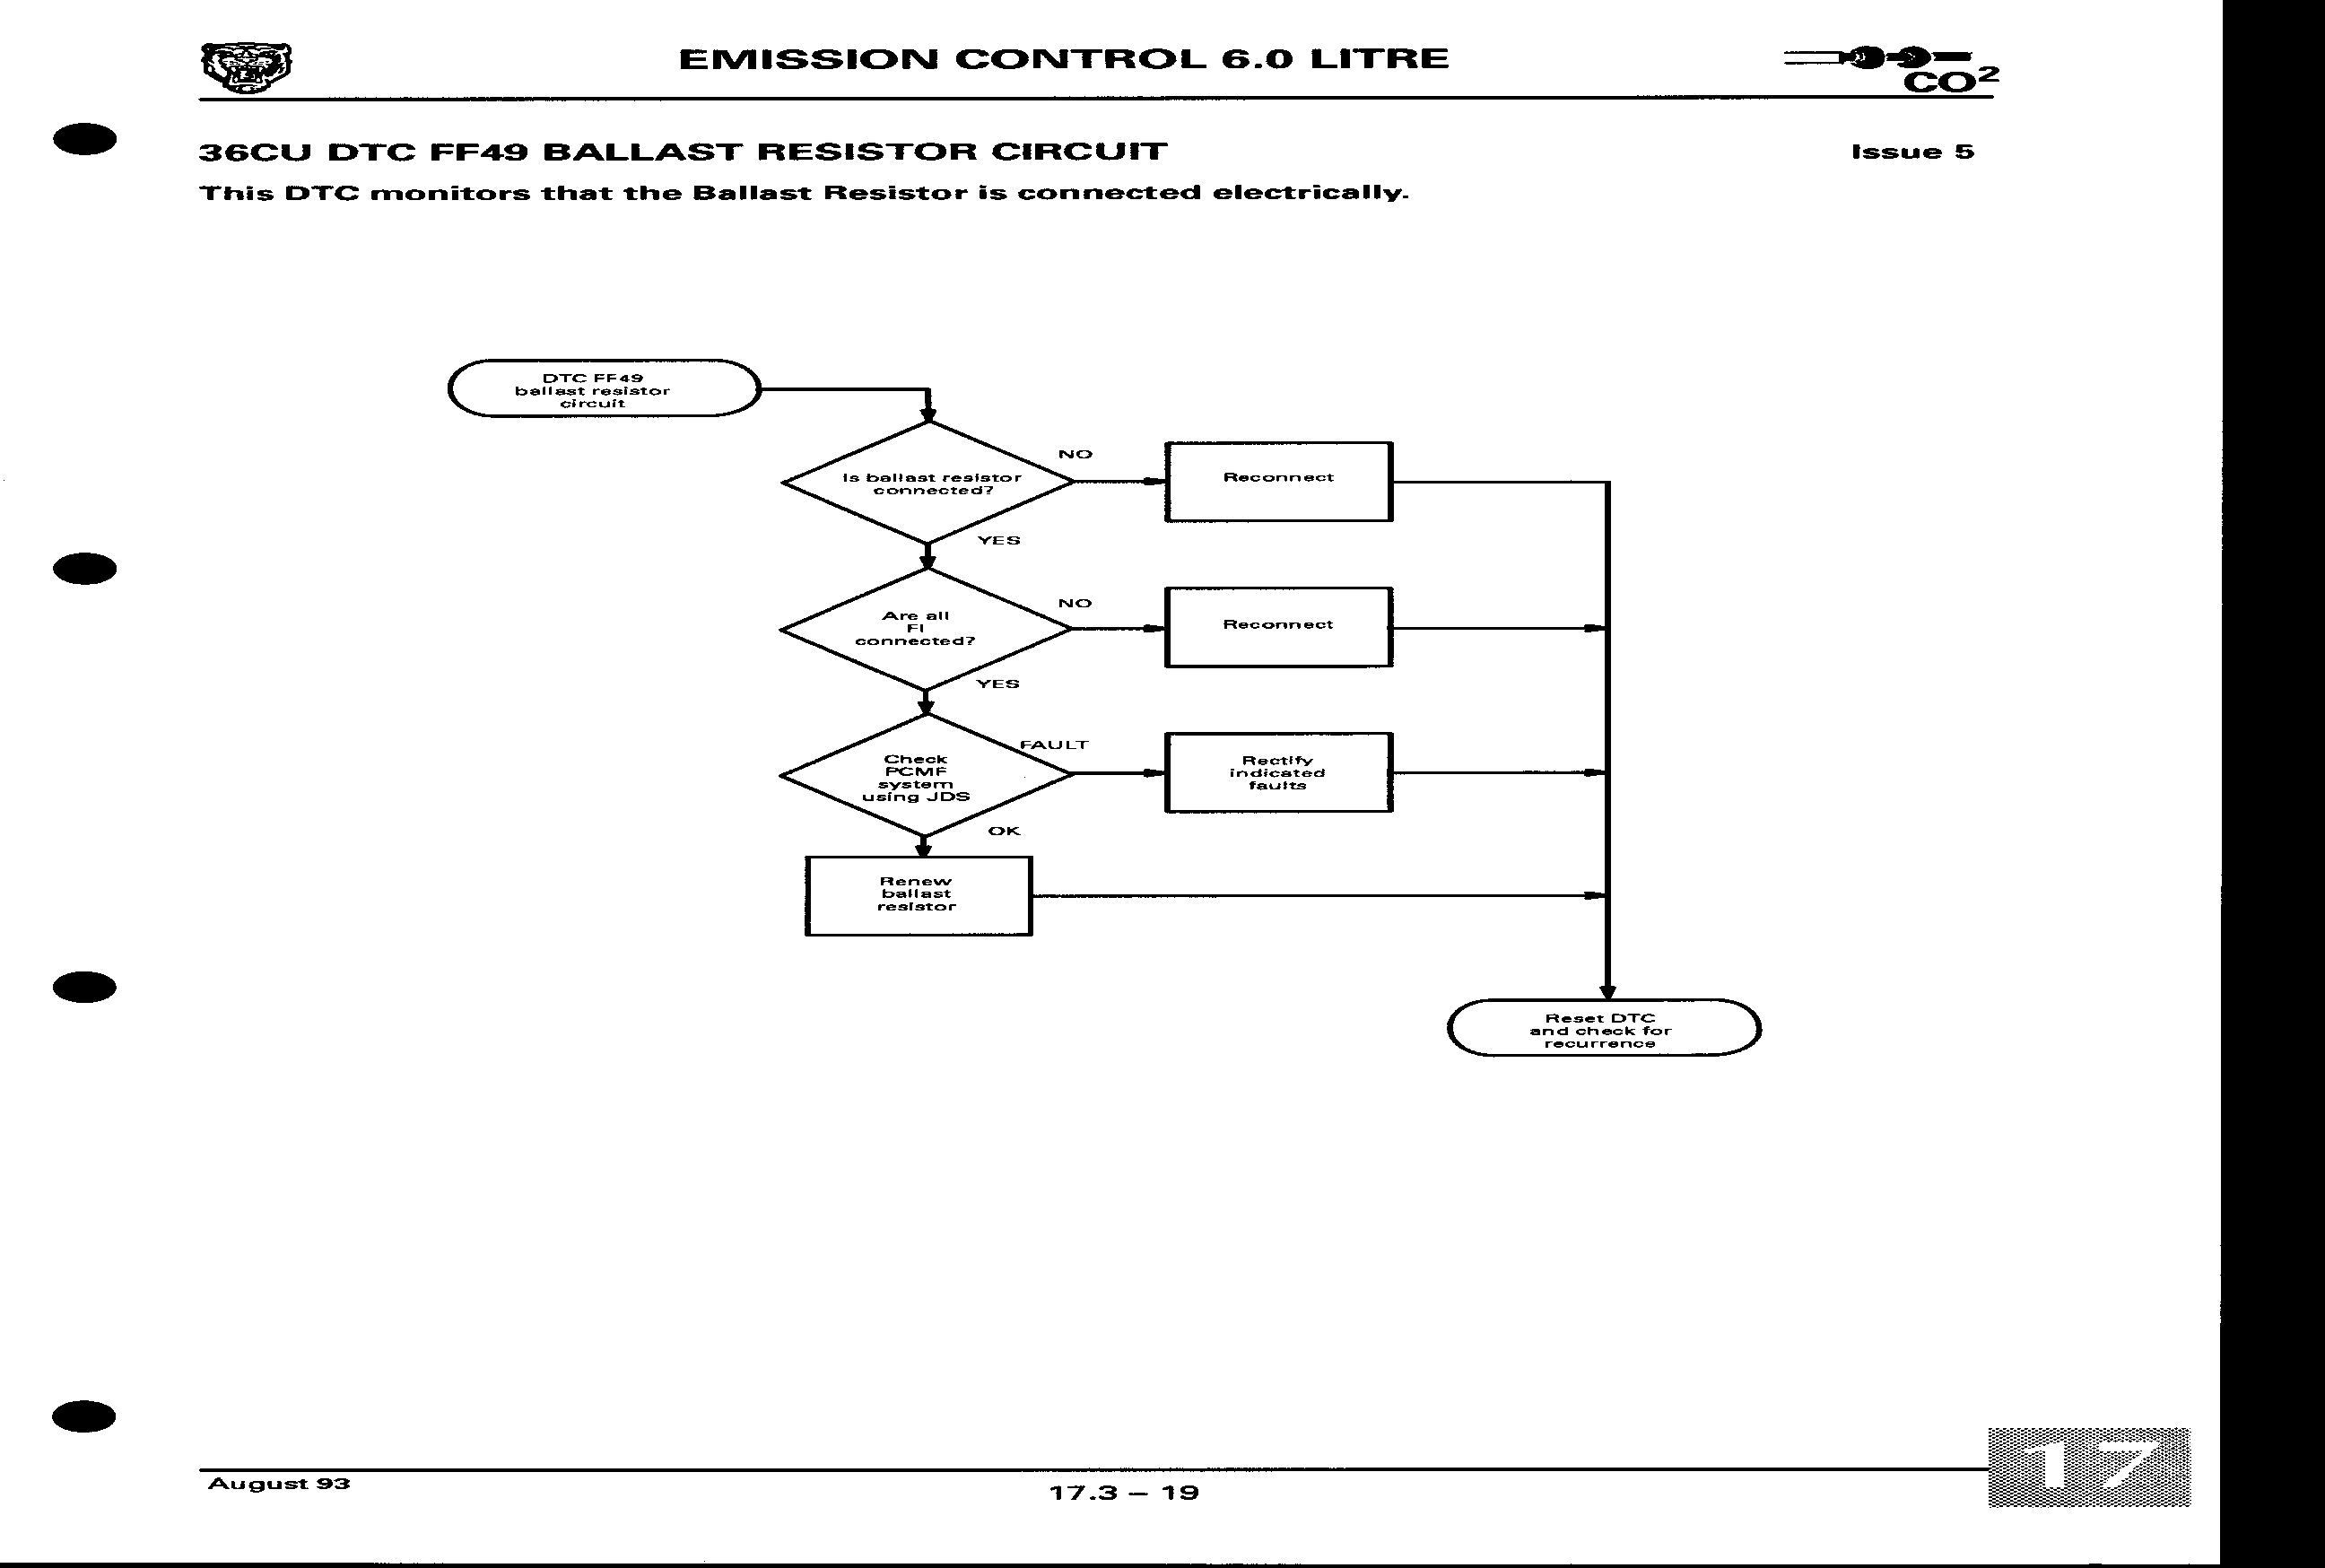 EMISSION CONTROL 6.0 LITRE
CO2
36CU DTC FF49 BALLAST RESISTOR CIRCUIT
Issue 5
This DTC monitors that the Ballast Resistor is connected electrically.
DTC FF49
ballast resistor
circuit
NO
Is ballast resistor
connected?
Reconnect
YES
NO
Are all
FI
connected?
Reconnect
YES
FAULT
Check
PCMF
system
using JDS
Rectify
indicated
faults
OK
Renew
ballast
resistor
Reset DTC
and check for
recurrence
August 93
17.3 – 19
17